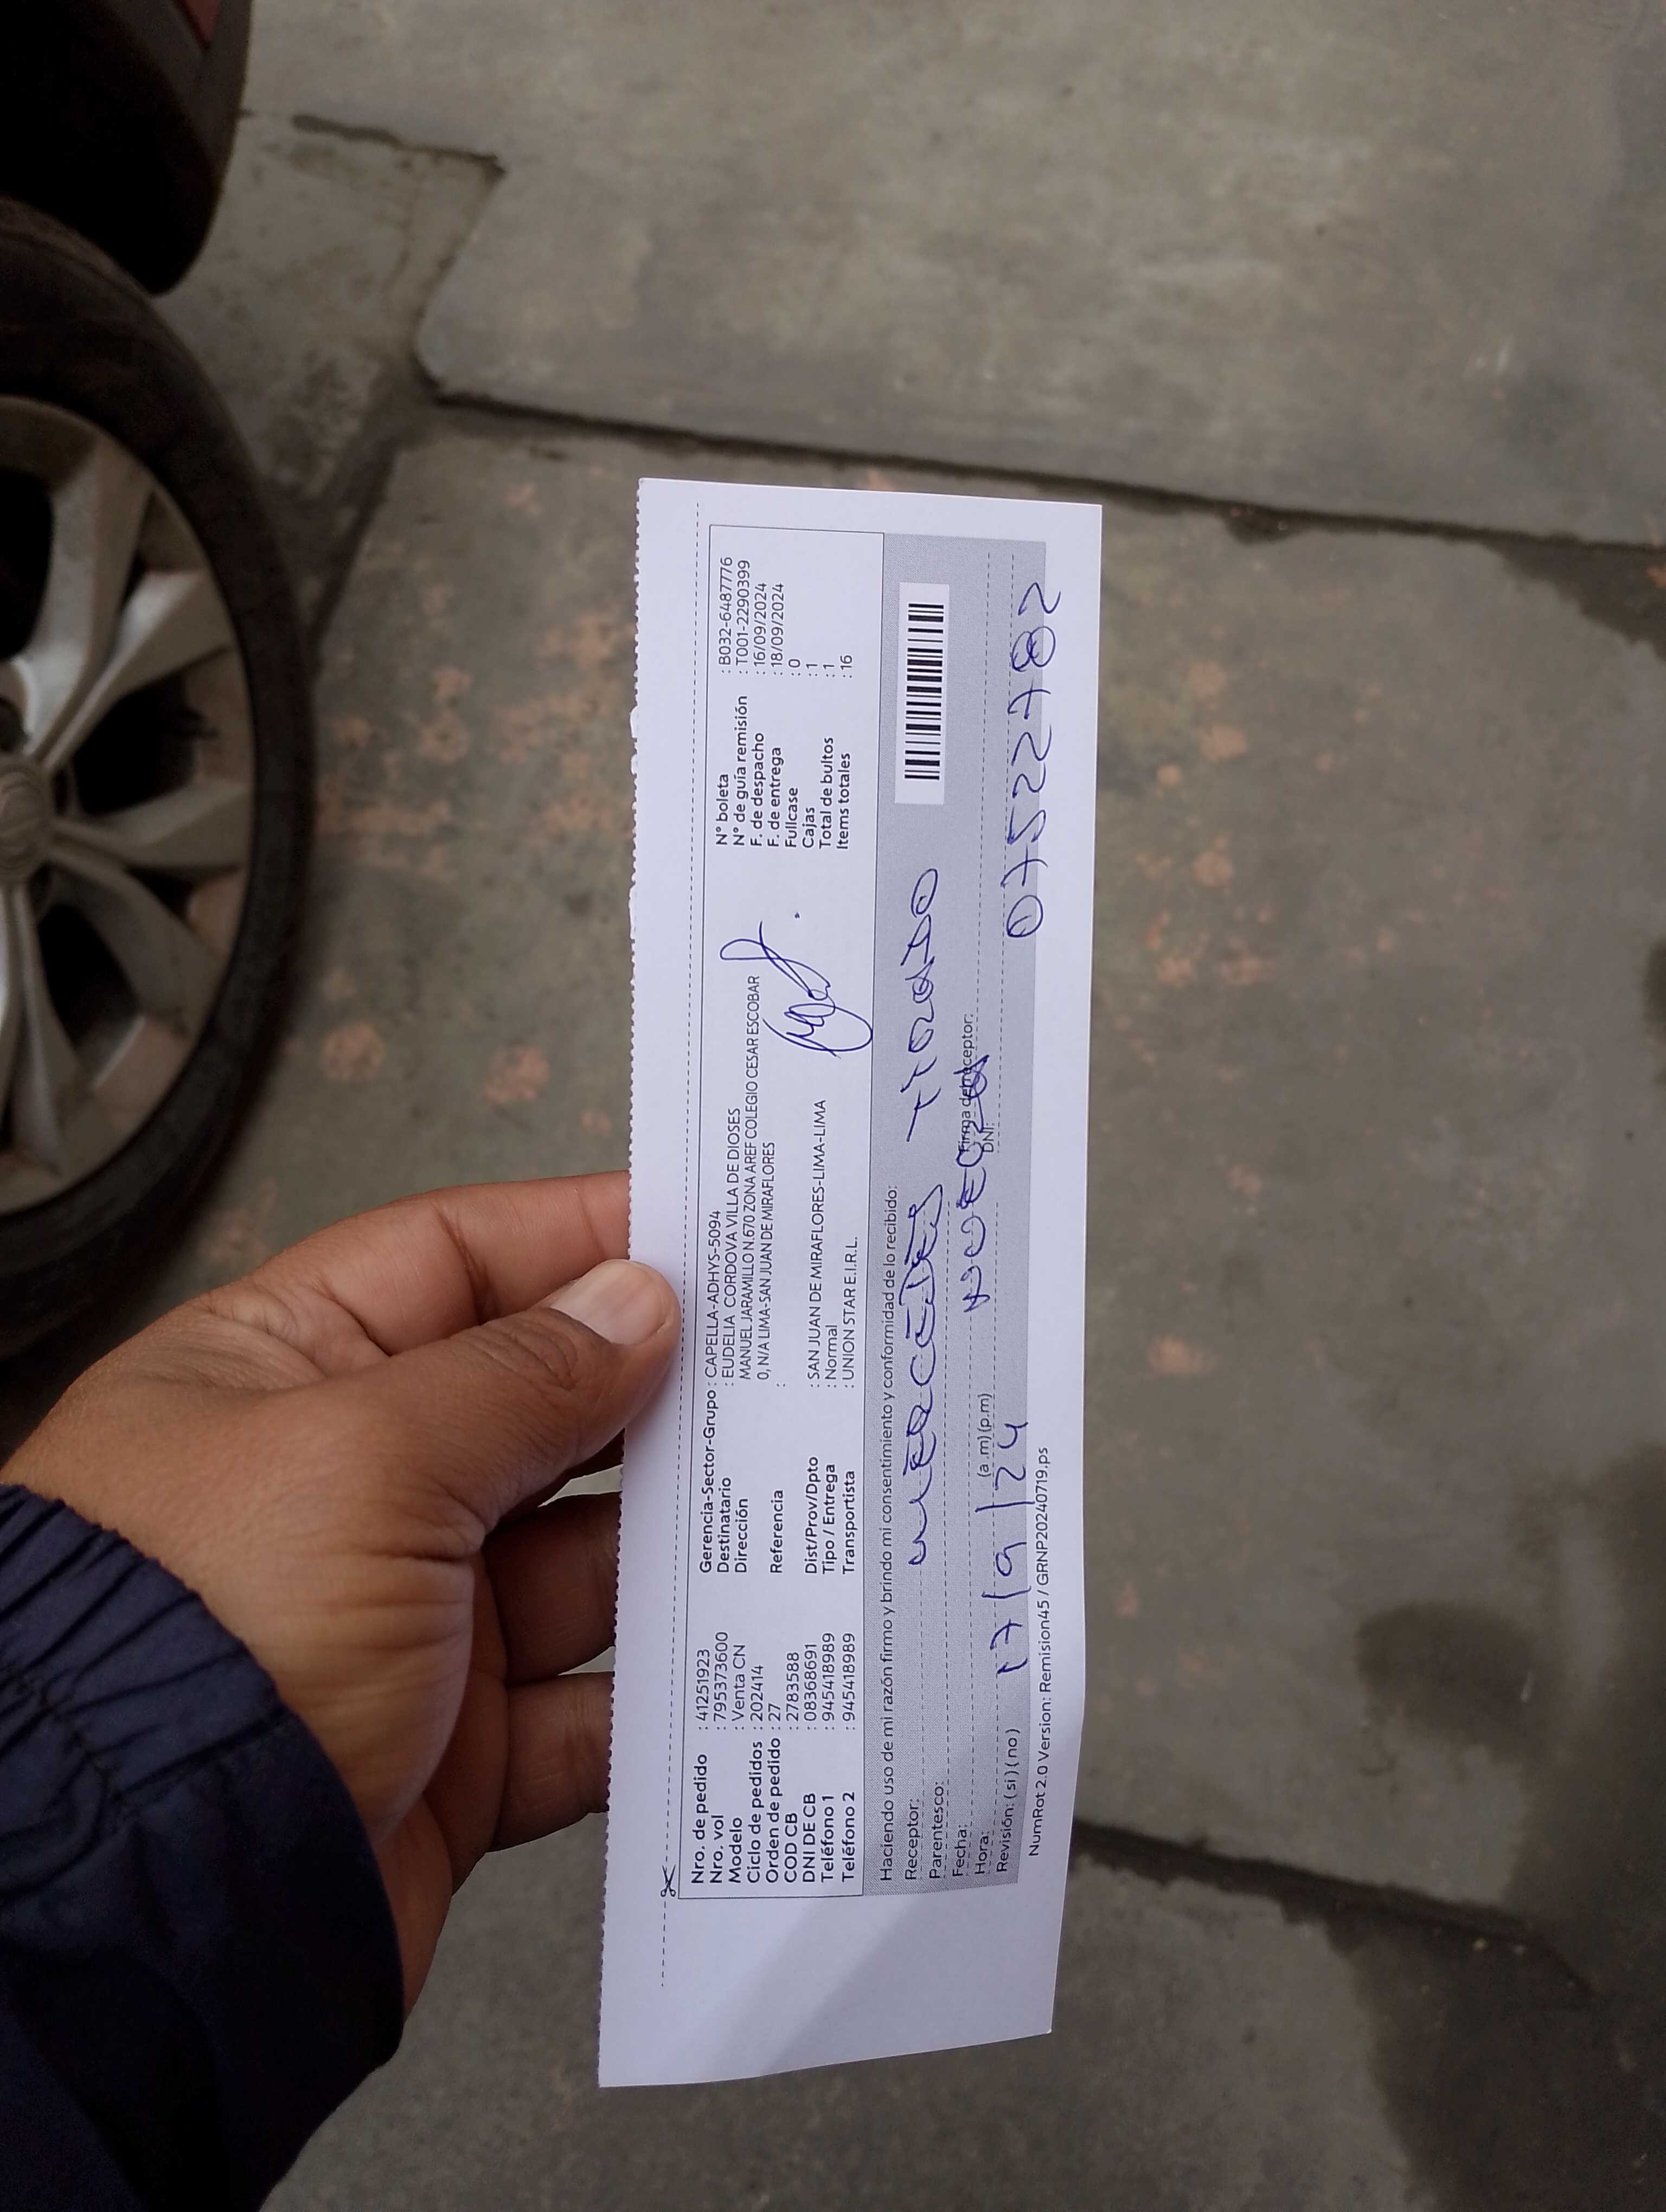 Nro. de pedido : 41251923
Nro. vol : 795373600
Modelo : Venta CN
Ciclo de pedidos : 202414
Orden de pedido : 27
COD CB : 2783588
DNI DE CB : 08368691
Teléfono 1 : 945418989
Teléfono 2 : 945418989
Gerencia-Sector-Grupo : CAPELLA-ADHYS-5094
Destinatario : EUDELIA CORDOVA VILLA DE DIOSES
Dirección MANUEL JARAMILLO N.670 ZONA A REF COLEGIO CESAR ESCOBAR
0, N/A LIMA-SAN JUAN DE MIRAFLORES
Referencia :
Dist/Prov/Dpto : SAN JUAN DE MIRAFLORES-LIMA-LIMA
Tipo / Entrega : Normal
Transportista : UNION STAR E.I.R.L.
N° boleta : B032-6487776
N° de guía remisión : T001-2290399
F. de despacho : 16/09/2024
F. de entrega : 18/09/2024
Fullcase : 0
Cajas : 1
Total de bultos : 1
Items totales : 16
Haciendo uso de mi razón firmo y brindo mi consentimiento y conformidad de lo recibido:
Receptor: MERCEDES TIRADO
Parentesco: NUERA
Fecha: 17/9/24
Hora: (a.m)(p.m)
Revisión: (si) (no)
Firma del receptor:
DNI: 07522782
NumRot 2.0 Version: Remision45 / GRNP20240719.ps